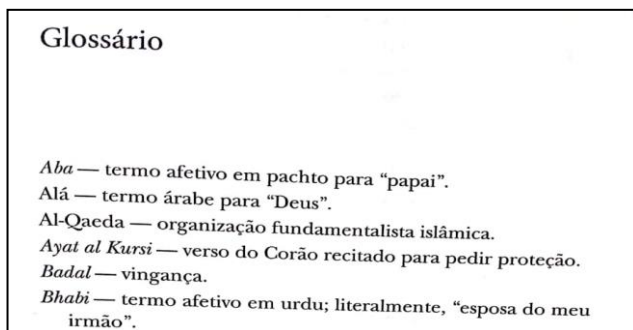 Glossário
Aba — termo afetivo em pachto para “papai”.
Alá — termo árabe para “Deus”.
Al-Qaeda — organização fundamentalista islâmica.
Ayat al Kursi — verso do Corão recitado para pedir proteção.
Badal — vingança.
Bhabi — termo afetivo em urdu; literalmente, “esposa do meu
irmão”.